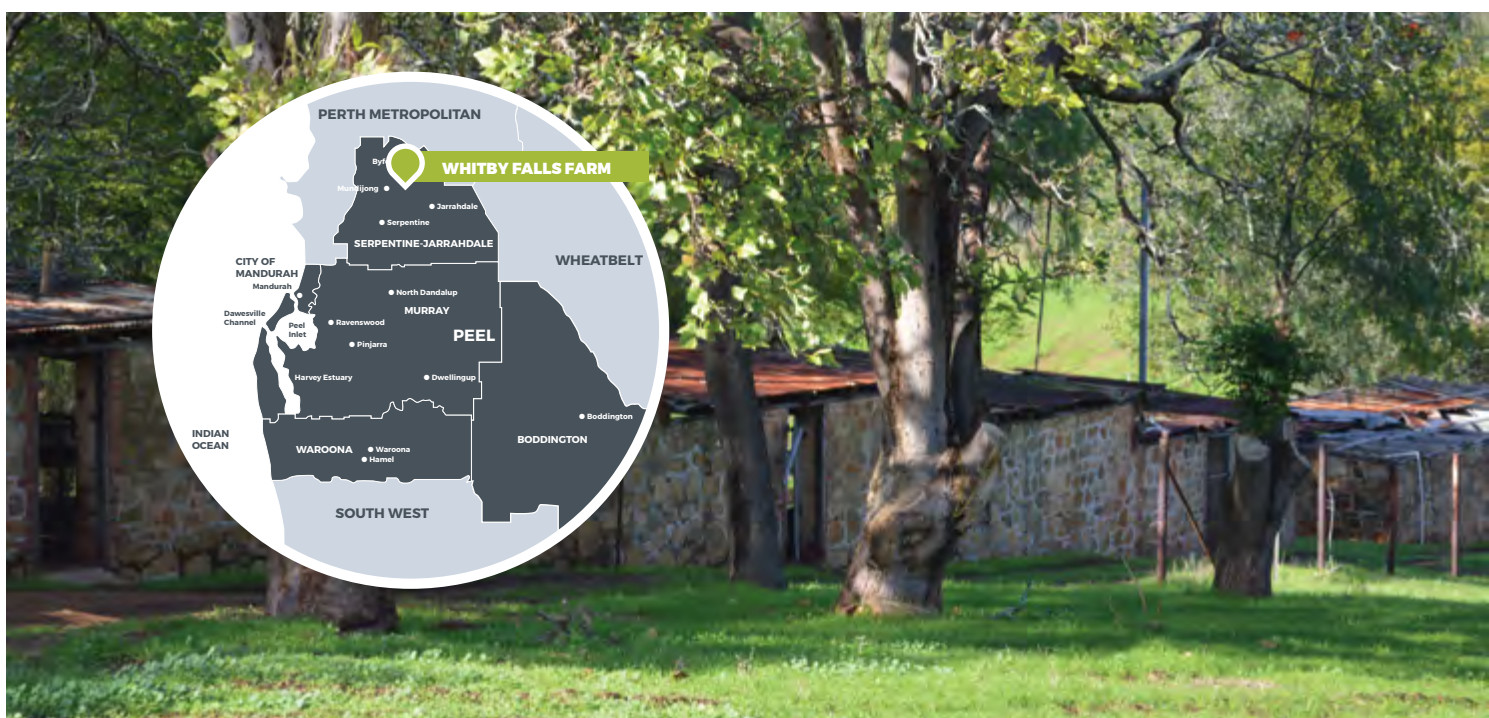 PERTH METROPOLITAN
WHITBY FALLS FARM
Mundijong
Jarrahdale
Serpentine
SERPENTINE-JARRAHDALE
WHEATBELT
CITY OF
MANDURAH
Mandurah
North Dandalup
MURRAY
Dawesville
Channel
Peel
Inlet
Ravenswood
PEEL
Pinjarra
Harvey Estuary
Dwellingup
Boddington
INDIAN
OCEAN
BODDINGTON
WAROONA
Waroona
Hamel
SOUTH WEST